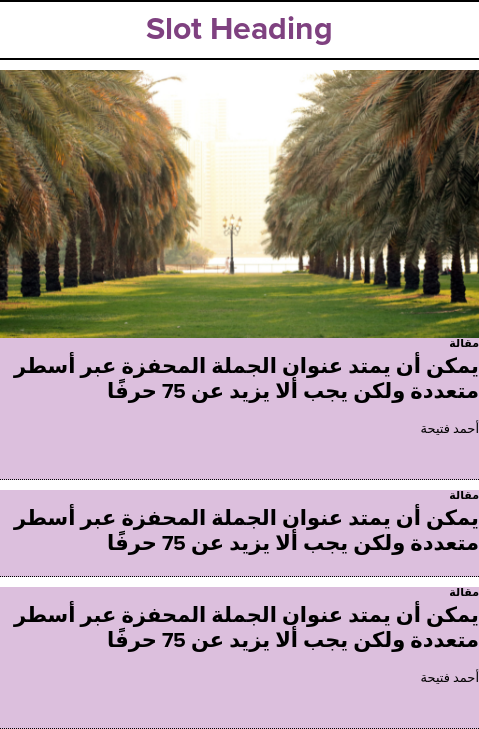 Slot Heading
مقالة
يمكن أن يمتد عنوان الجملة المحفزة عبر أسطر
متعددة ولكن يجب ألا يزيد عن 75 حرفًا
أحمد فتيحة
مقالة
يمكن أن يمتد عنوان الجملة المحفزة عبر أسطر
متعددة ولكن يجب ألا يزيد عن 75 حرفًا
مقالة
يمكن أن يمتد عنوان الجملة المحفزة عبر أسطر
متعددة ولكن يجب ألا يزيد عن 75 حرفًا
أحمد فتيحة